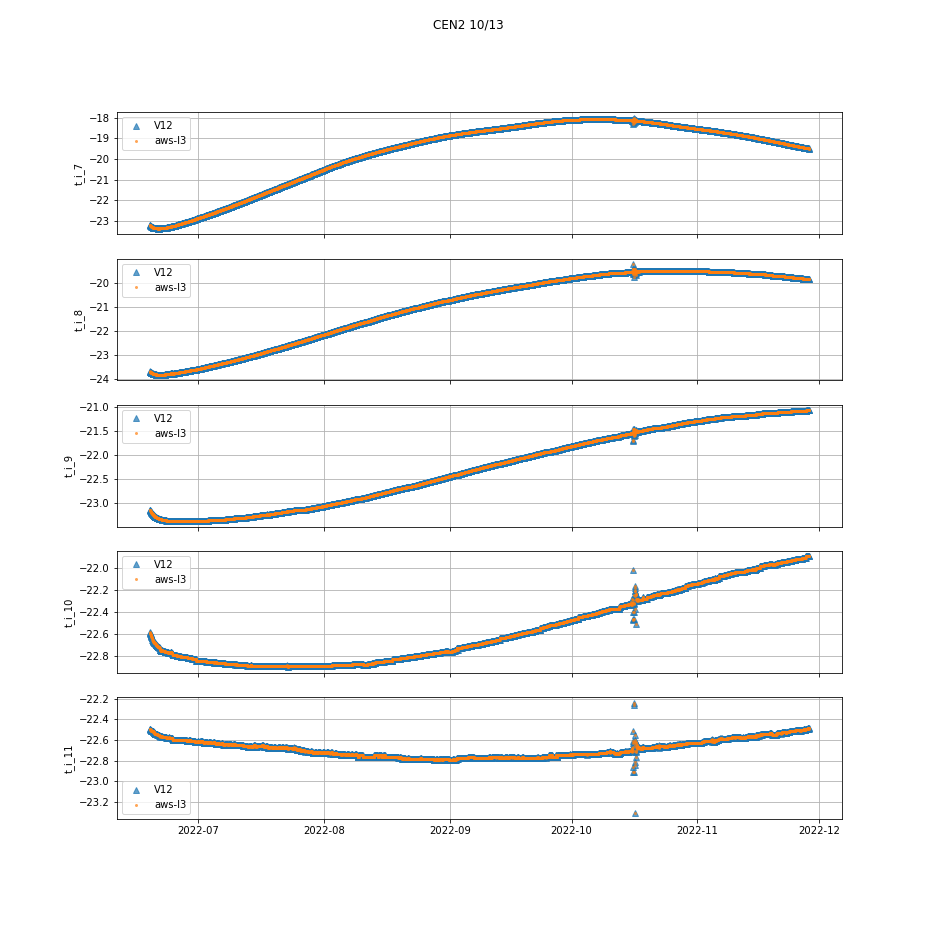 CEN2 10/13
−18
−19
−20
−21
−22
−23
t_i_7
V12
aws-l3
−20
−21
−22
−23
−24
t_i_8
V12
aws-l3
−21.0
−21.5
−22.0
−22.5
−23.0
t_i_9
V12
aws-l3
−22.0
−22.2
−22.4
−22.6
−22.8
t_i_10
V12
aws-l3
−22.2
−22.4
−22.6
−22.8
−23.0
−23.2
t_i_11
V12
aws-l3
2022-07 2022-08 2022-09 2022-10 2022-11 2022-12